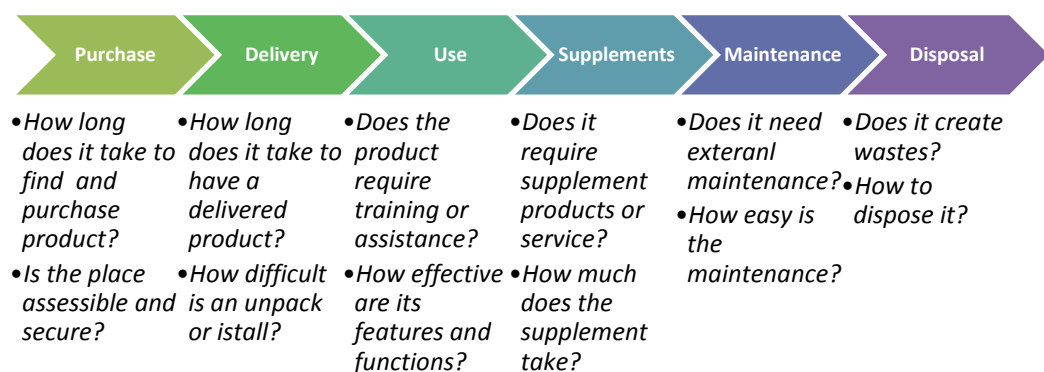 Purchase
Delivery
Use
Supplements
Maintenance
Disposal
•How long
does it take to
find  and
purchase
product?
•Is the place
assessible and
secure?
•How long
does it take to
have a
delivered
product?
•How difficult
is an unpack
or istall?
•Does the
product
require
training or
assistance?
•How effective
are its
features and
functions?
•Does it
require
supplement
products or
service?
•How much
does the
supplement
take?
•Does it need
exteranl
maintenance?
•How easy is
the
maintenance?
•Does it create
wastes?
•How to
dispose it?